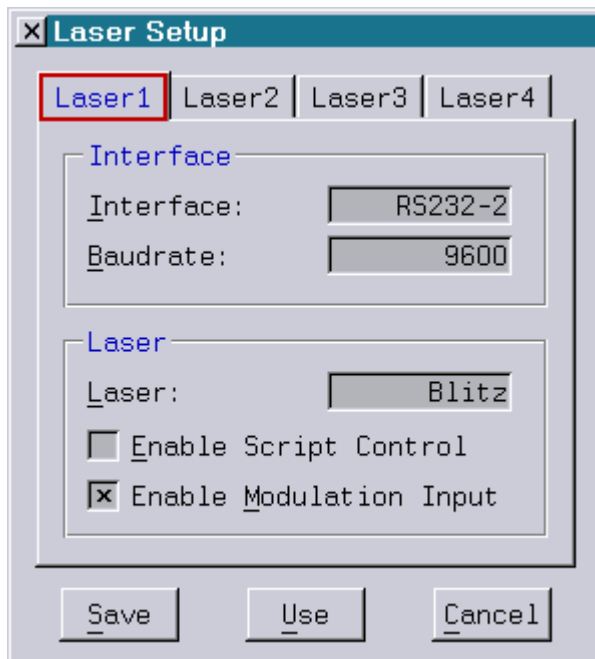 Laser Setup
Laser1 Laser2 Laser3 Laser4
Interface
Interface: RS232-2
Baudrate: 9600
Laser
Laser: Blitz
Enable Script Control
Enable Modulation Input
Save Use Cancel